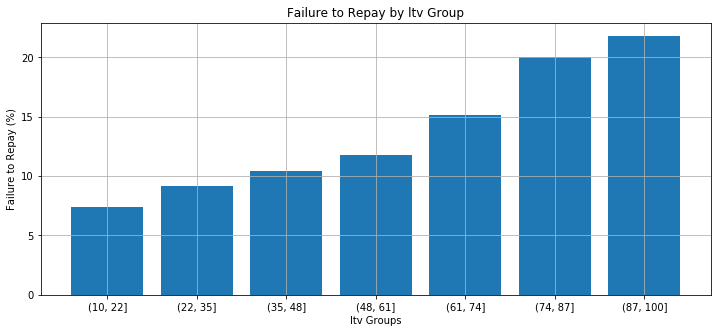 Failure to Repay by ltv Group
Failure to Repay (%)
20
15
10
5
0
(10, 22] (22, 35] (35, 48] (48, 61] (61, 74] (74, 87] (87, 100]
ltv Groups